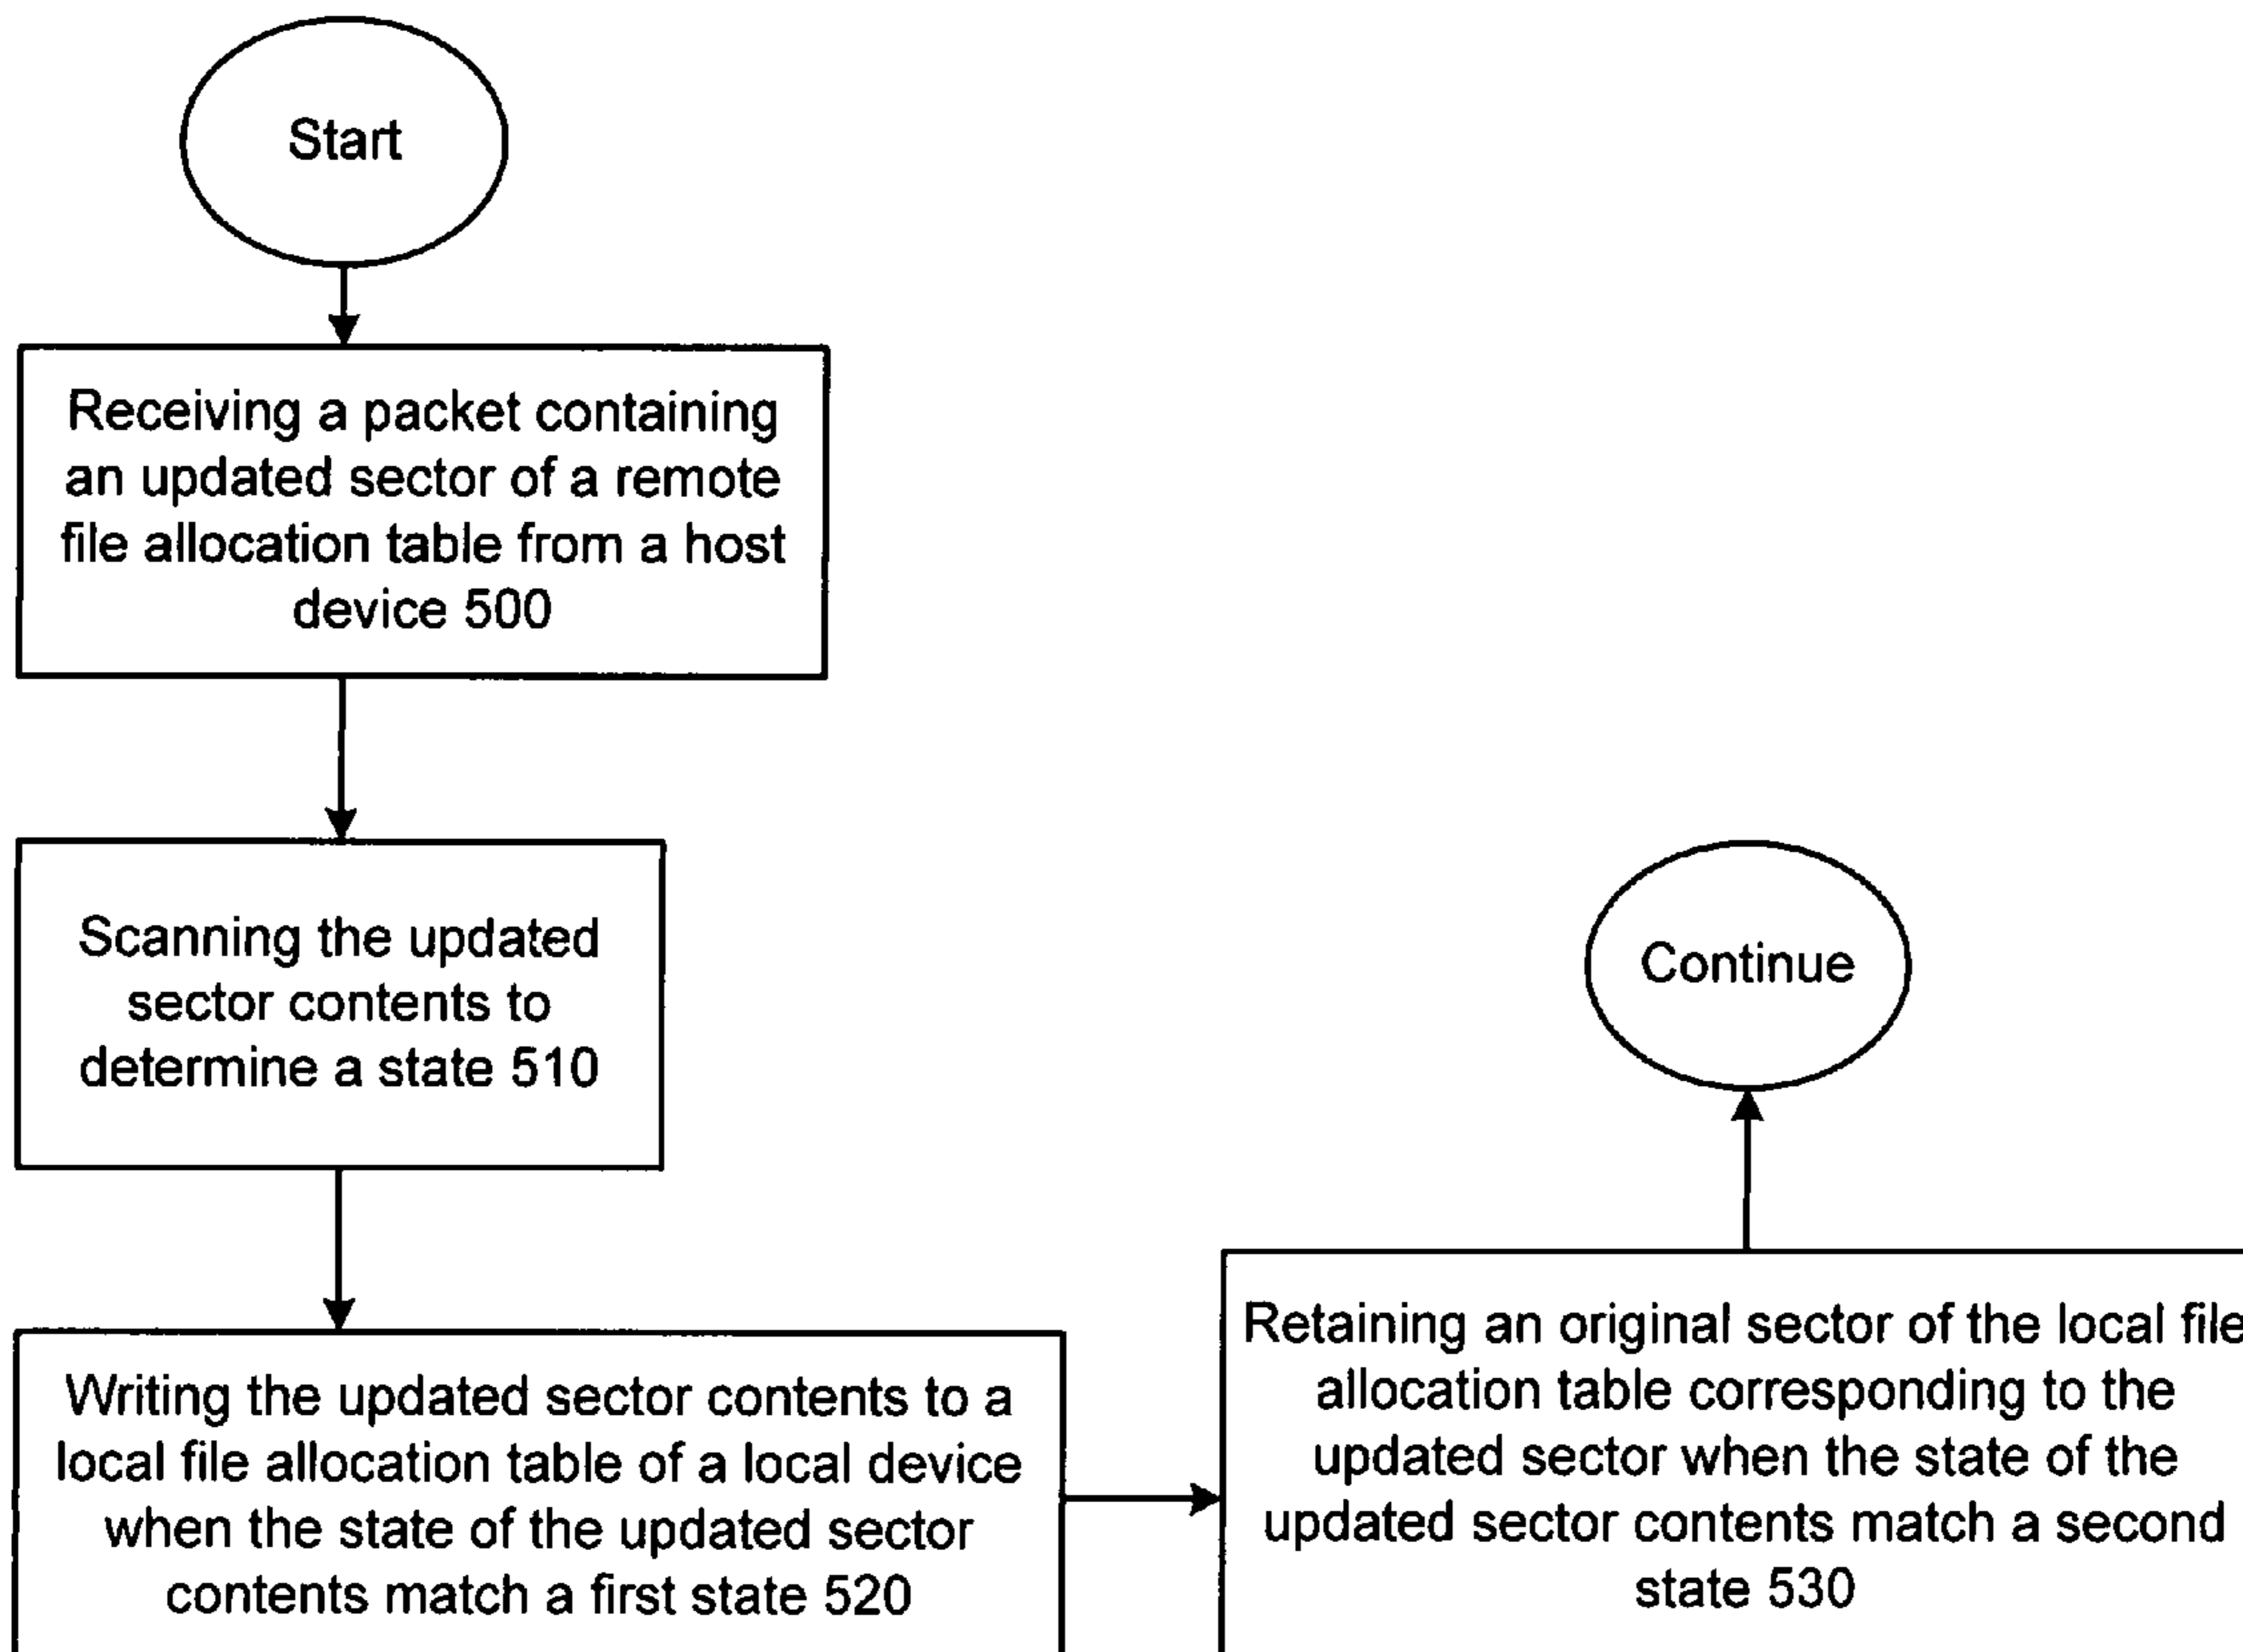 Start
Receiving a packet containing
an updated sector of a remote
file allocation table from a host
device 500
Scanning the updated
sector contents to
determine a state 510
Writing the updated sector contents to a
local file allocation table of a local device
when the state of the updated sector
contents match a first state 520
Retaining an original sector of the local file
allocation table corresponding to the
updated sector when the state of the
updated sector contents match a second
state 530
Continue